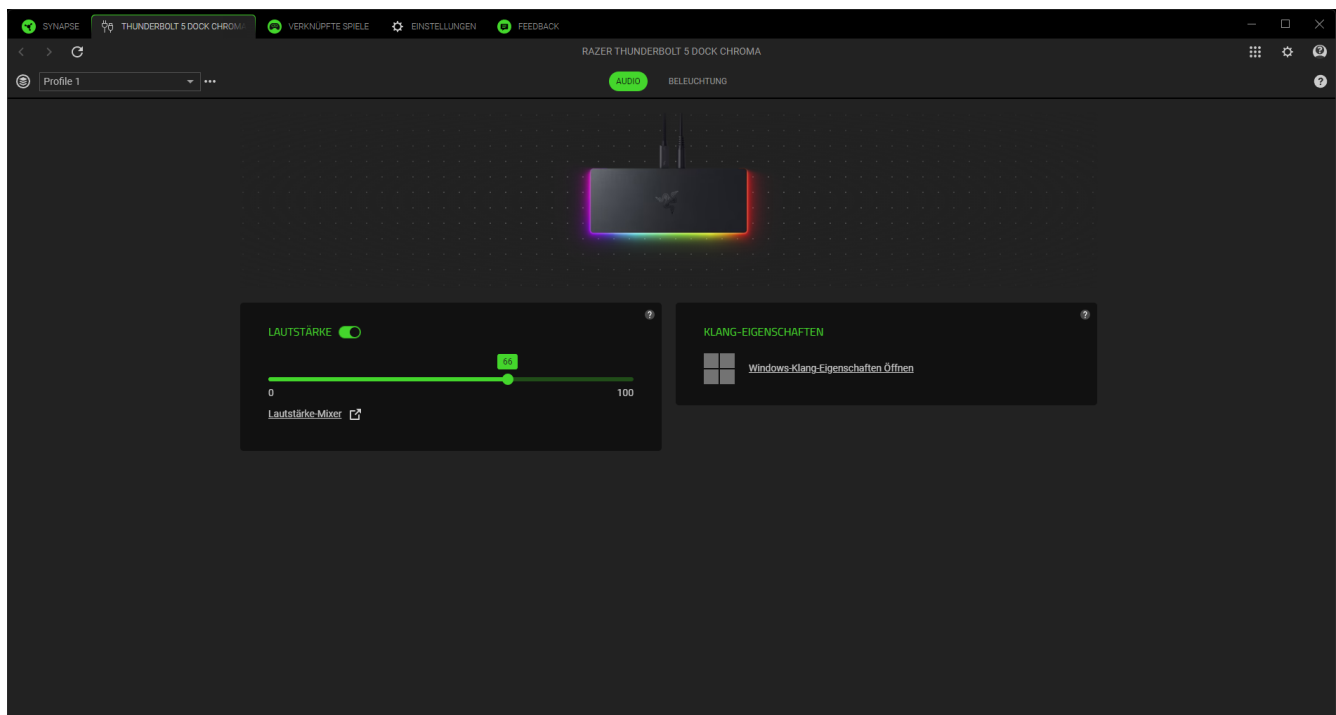 SYNAPSE THUNDERBOLT 5 DOCK CHROMA VERKNÜPFTE SPIELE EINSTELLUNGEN FEEDBACK
RAZER THUNDERBOLT 5 DOCK CHROMA
Profile 1 AUDIO BELEUCHTUNG
LAUTSTÄRKE
66
0 100
Lautstärke-Mixer
KLANG-EIGENSCHAFTEN
Windows-Klang-Eigenschaften Öffnen